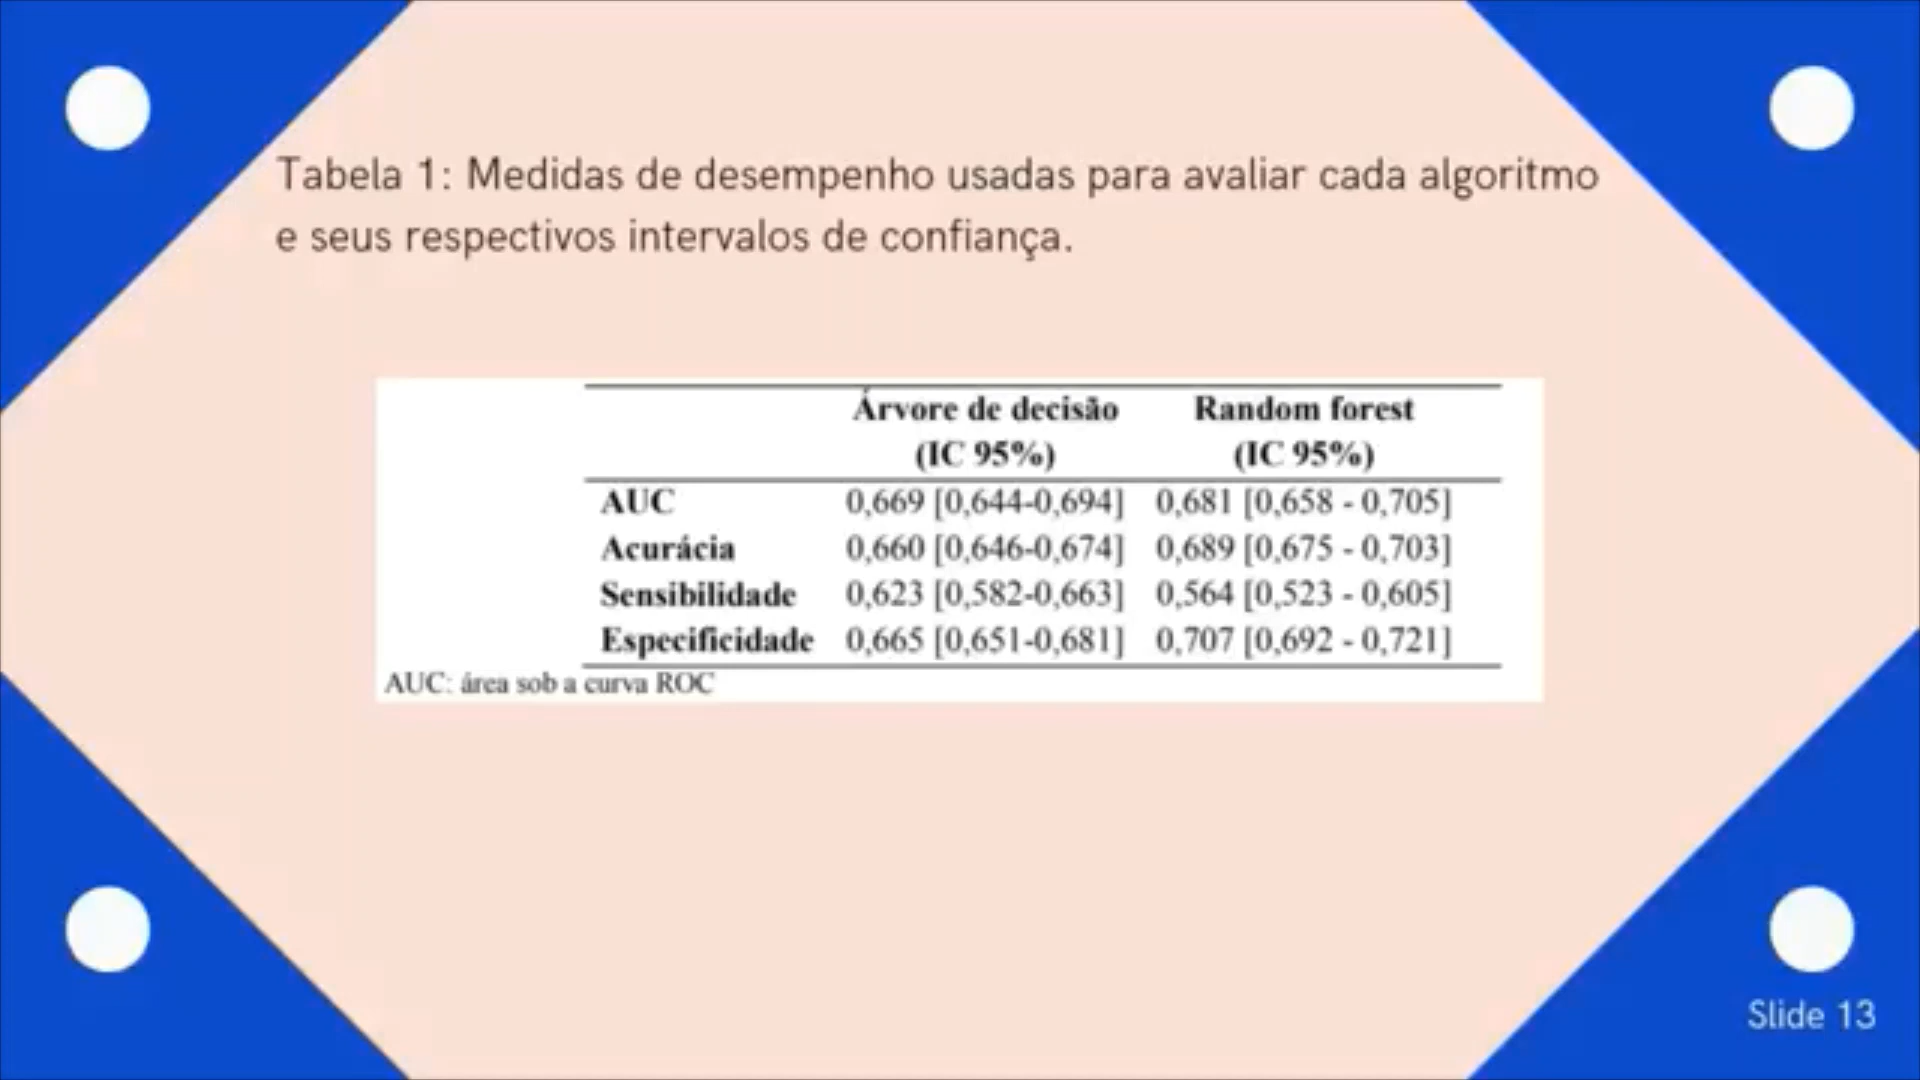 Tabela 1: Medidas de desempenho usadas para avaliar cada algoritmo
e seus respectivos intervalos de confiança.
Árvore de decisão Random forest
(IC 95%) (IC 95%)
AUC 0,669 [0,644-0,694] 0,681 [0,658 - 0,705]
Acurácia 0,660 [0,646-0,674] 0,689 [0,675 - 0,703]
Sensibilidade 0,623 [0,582-0,663] 0,564 [0,523 - 0,605]
Especificidade 0,665 [0,651-0,681] 0,707 [0,692 - 0,721]
AUC: área sob a curva ROC
Slide 13